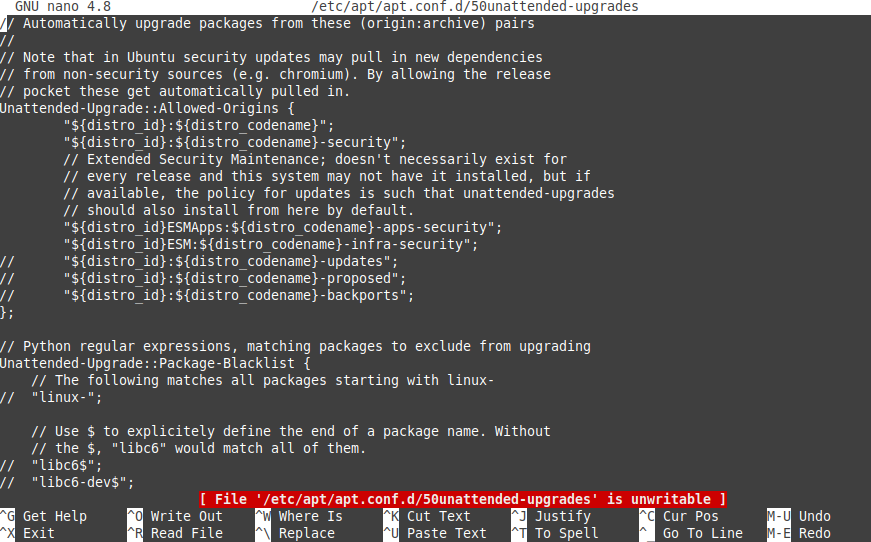 GNU nano 4.8 /etc/apt/apt.conf.d/50unattended-upgrades
// Automatically upgrade packages from these (origin:archive) pairs
//
// Note that in Ubuntu security updates may pull in new dependencies
// from non-security sources (e.g. chromium). By allowing the release
// pocket these get automatically pulled in.
Unattended-Upgrade::Allowed-Origins {
        "${distro_id}:${distro_codename}";
        "${distro_id}:${distro_codename}-security";
        // Extended Security Maintenance; doesn't necessarily exist for
        // every release and this system may not have it installed, but if
        // available, the policy for updates is such that unattended-upgrades
        // should also install from here by default.
        "${distro_id}ESMApps:${distro_codename}-apps-security";
        "${distro_id}ESM:${distro_codename}-infra-security";
//      "${distro_id}:${distro_codename}-updates";
//      "${distro_id}:${distro_codename}-proposed";
//      "${distro_id}:${distro_codename}-backports";
};

// Python regular expressions, matching packages to exclude from upgrading
Unattended-Upgrade::Package-Blacklist {
    // The following matches all packages starting with linux-
//  "linux-";

    // Use $ to explicitely define the end of a package name. Without
    // the $, "libc6" would match all of them.
//  "libc6$";
//  "libc6-dev$";
[ File '/etc/apt/apt.conf.d/50unattended-upgrades' is unwritable ]
^G Get Help ^O Write Out ^W Where Is ^K Cut Text ^J Justify ^C Cur Pos M-U Undo
^X Exit ^R Read File ^\ Replace ^U Paste Text ^T To Spell ^_ Go To Line M-E Redo